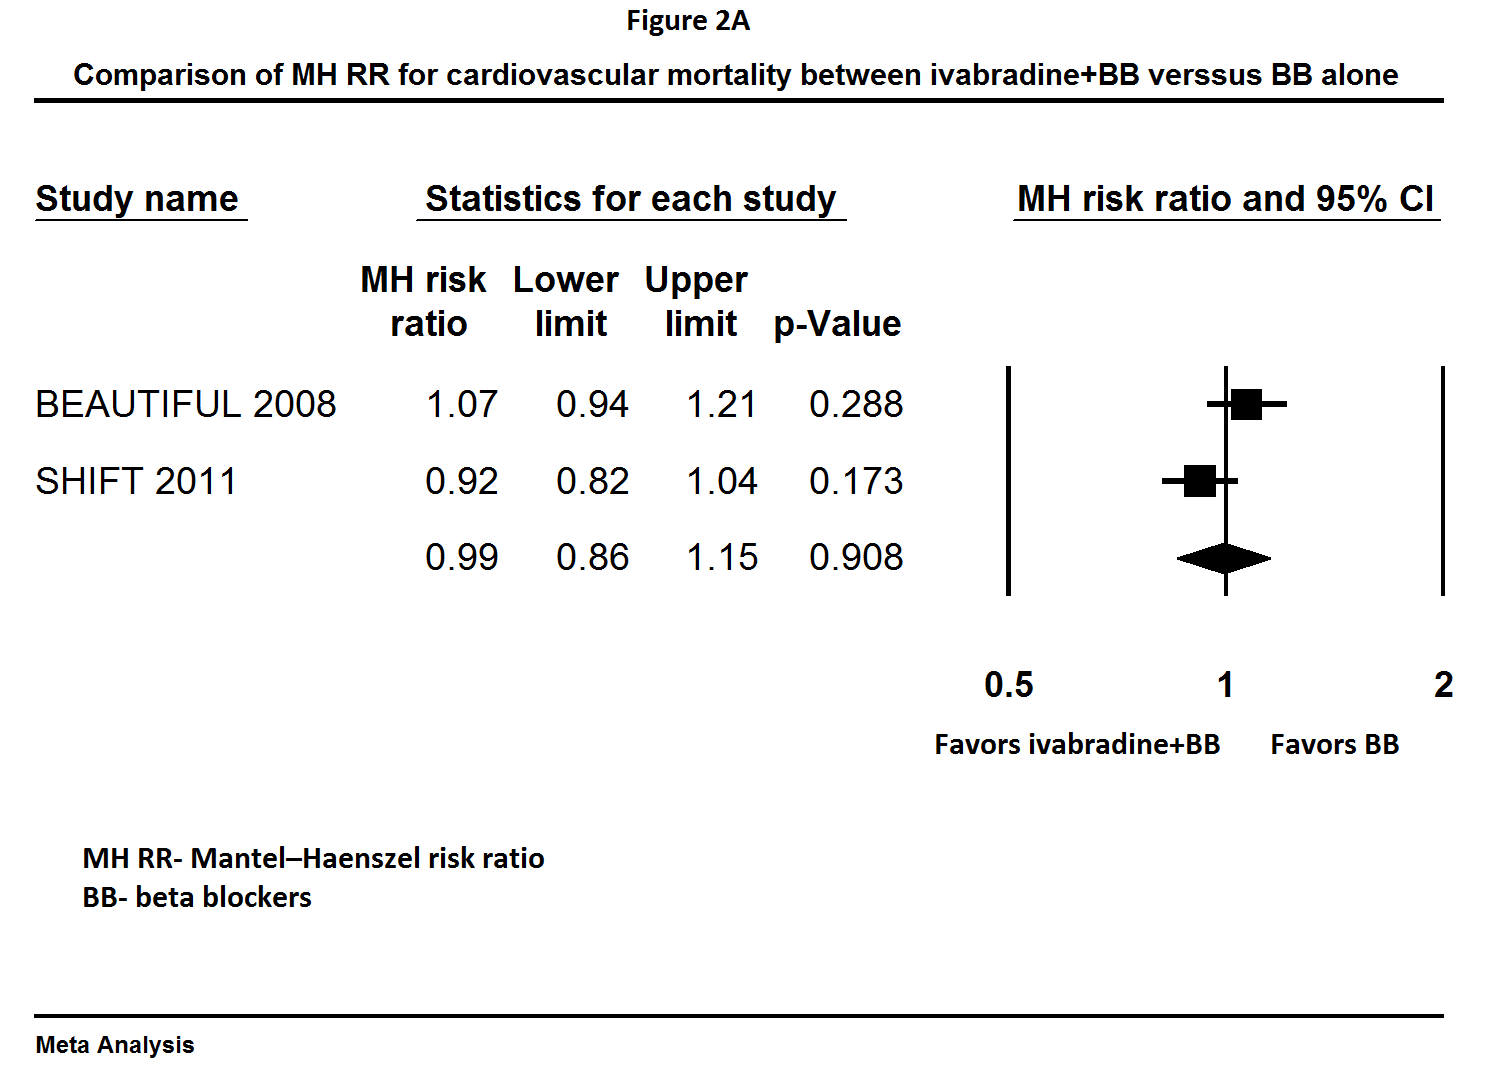 Figure 2A
Comparison of MH RR for cardiovascular mortality between ivabradine+BB verssus BB alone
Study name Statistics for each study MH risk ratio and 95% CI
MH risk Lower Upper
ratio limit limit p-Value
BEAUTIFUL 2008 1.07 0.94 1.21 0.288
SHIFT 2011 0.92 0.82 1.04 0.173
0.99 0.86 1.15 0.908
0.5 1 2
Favors ivabradine+BB Favors BB
MH RR- Mantel–Haenszel risk ratio
BB- beta blockers
Meta Analysis